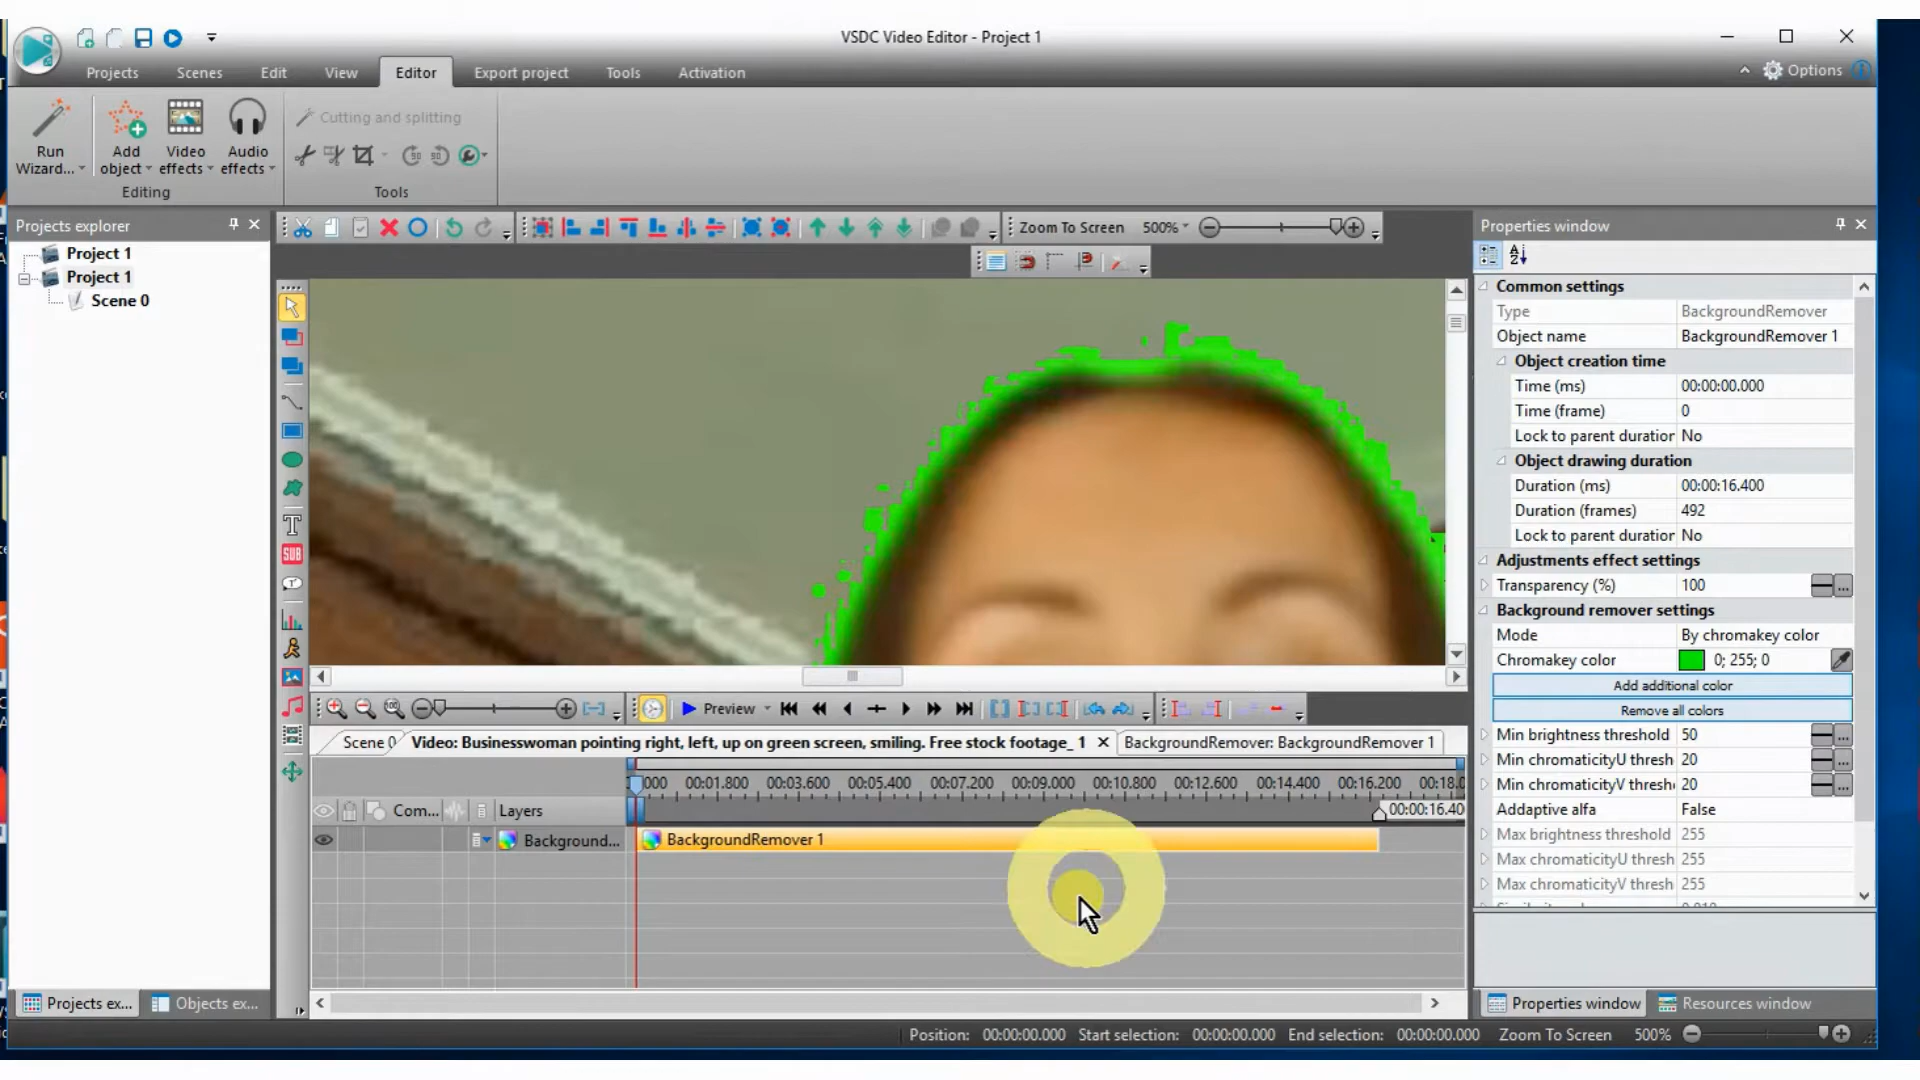 VSDC Video Editor - Project 1
Projects Scenes Edit View Editor Export project Tools Activation
Options
Cutting and splitting
Run Wizard...
Add object
Video effects
Audio effects
Editing
Tools
Projects explorer
Project 1
Project 1
Scene 0
Zoom To Screen 500%
Properties window
Common settings
Type BackgroundRemover
Object name BackgroundRemover 1
Object creation time
Time (ms) 00:00:00.000
Time (frame) 0
Lock to parent duration No
Object drawing duration
Duration (ms) 00:00:16.400
Duration (frames) 492
Lock to parent duration No
Adjustments effect settings
Transparency (%) 100
Background remover settings
Mode By chromakey color
Chromakey color 0; 255; 0
Add additional color
Remove all colors
Min brightness threshold 50
Min chromaticityU thresh 20
Min chromaticityV thresh 20
Addaptive alfa False
Max brightness threshold 255
Max chromaticityU thresh 255
Max chromaticityV thresh 255
T
SUB
Preview
Scene 0 Video: Businesswoman pointing right, left, up on green screen, smiling. Free stock footage_ 1 BackgroundRemover: BackgroundRemover 1
000 00:01.800 00:03.600 00:05.400 00:07.200 00:09.000 00:10.800 00:12.600 00:14.400 00:16.200 00:18.0
Com... Layers
00:00:16.40
Background... BackgroundRemover 1
Projects ex... Objects ex...
Properties window Resources window
Position: 00:00:00.000 Start selection: 00:00:00.000 End selection: 00:00:00.000 Zoom To Screen 500%